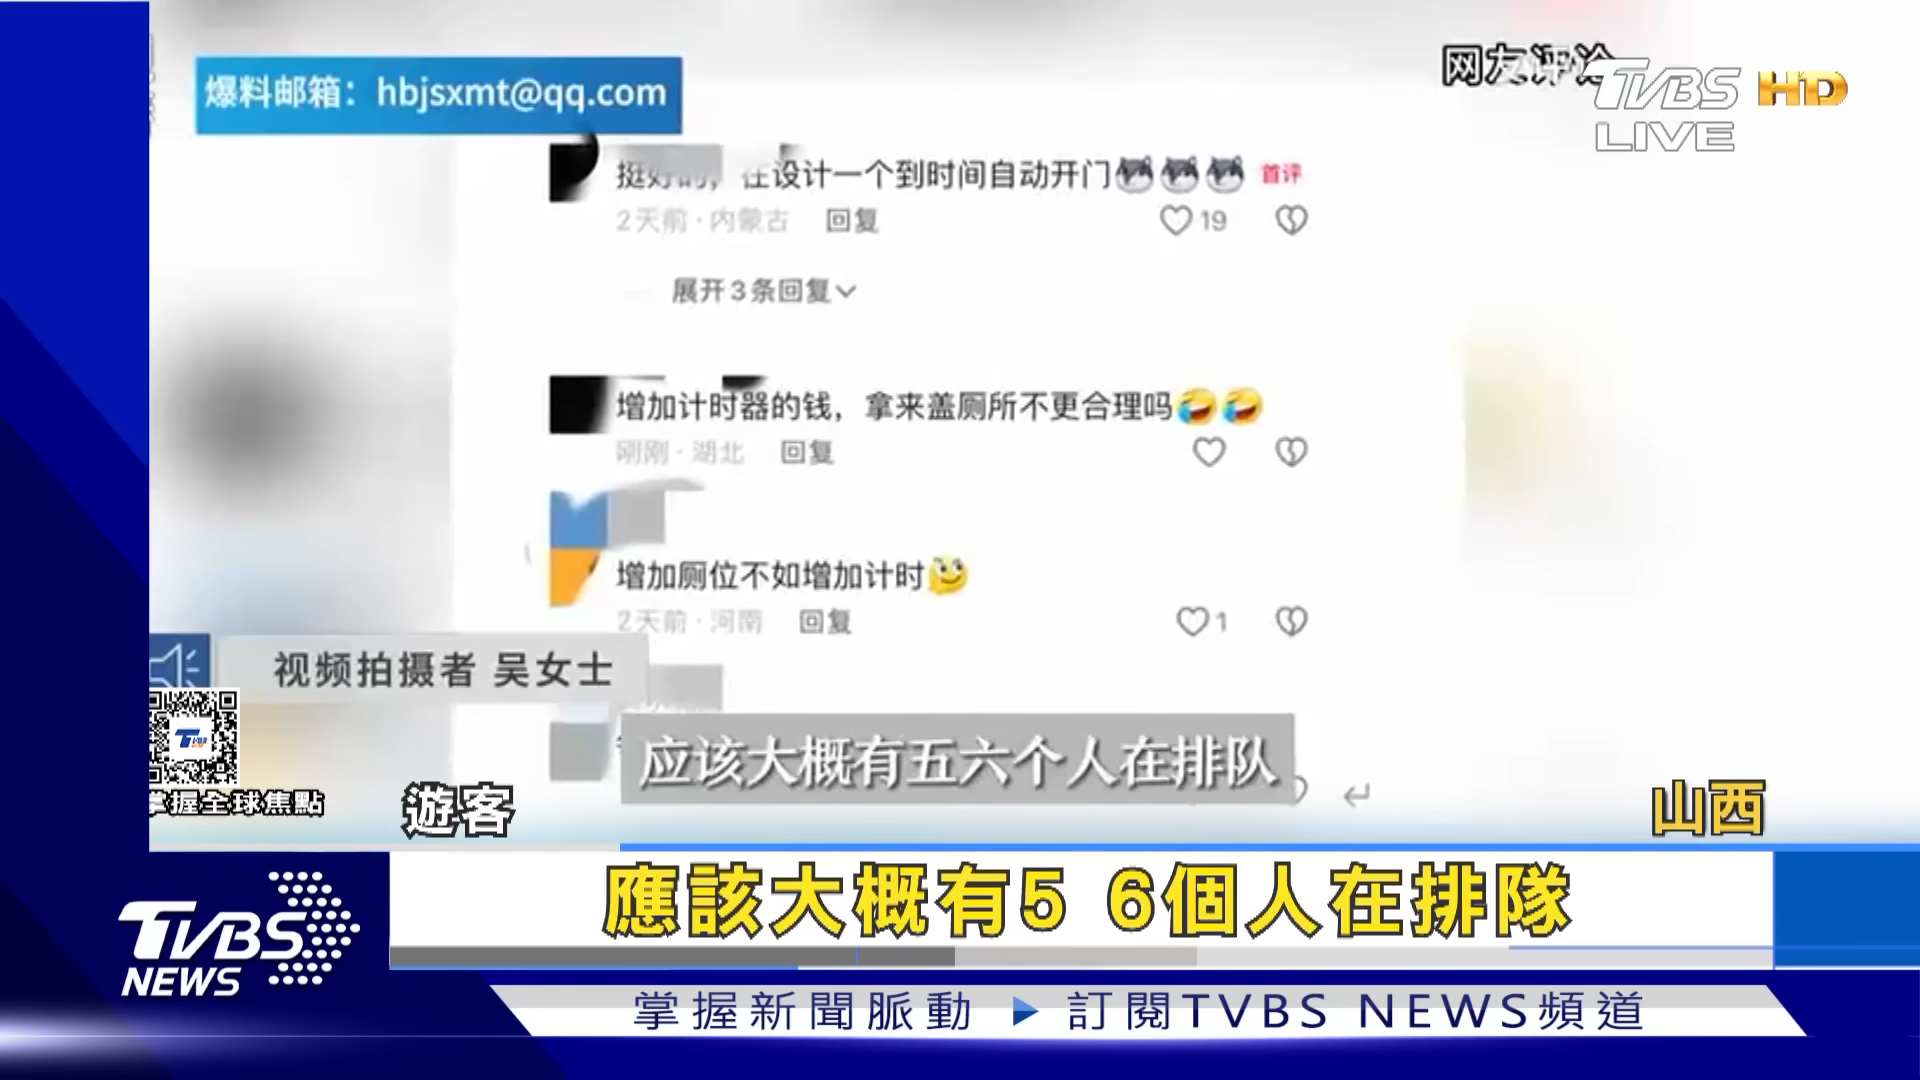 爆料邮箱：hbjsxmt@qq.com
网友评论
TVBS HD
LIVE
挺好的，在设计一个到时间自动开门 首评
2天前·内蒙古 回复 19
展开3条回复
增加计时器的钱，拿来盖厕所不更合理吗
刚刚·湖北 回复
增加厕位不如增加计时
2天前·河南 回复 1
视频拍摄者 吴女士
应该大概有五六个人在排队
掌握全球焦點
遊客
山西
應該大概有5 6個人在排隊
TVBS
NEWS
掌握新聞脈動 訂閱TVBS NEWS頻道